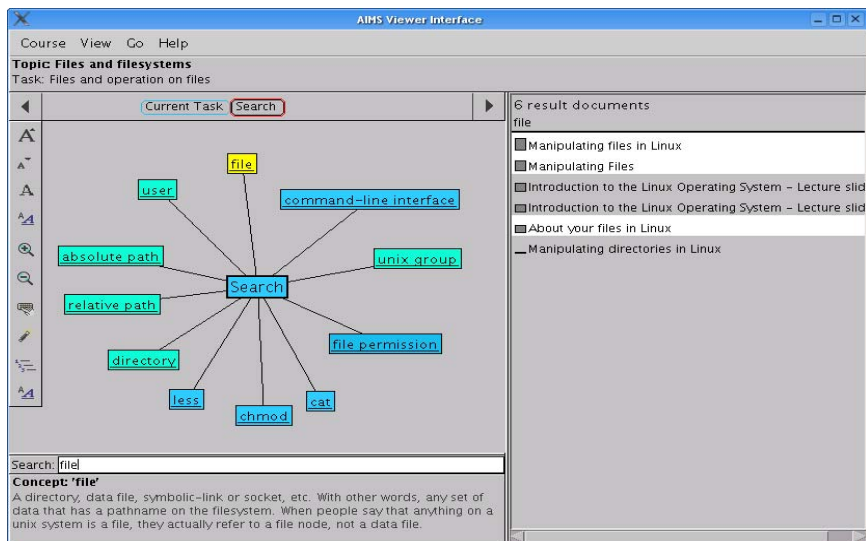 AIMS Viewer Interface
Course View Go Help
Topic: Files and filesystems
Task: Files and operation on files
Current Task Search
file
user
command-line interface
absolute path
unix group
Search
relative path
file permission
directory
less
chmod
cat
Search: file
Concept: 'file'
A directory, data file, symbolic-link or socket, etc. With other words, any set of
data that has a pathname on the filesystem. When people say that anything on a
unix system is a file, they actually refer to a file node, not a data file.
6 result documents
file
Manipulating files in Linux
Manipulating Files
Introduction to the Linux Operating System - Lecture slid
Introduction to the Linux Operating System - Lecture slid
About your files in Linux
Manipulating directories in Linux